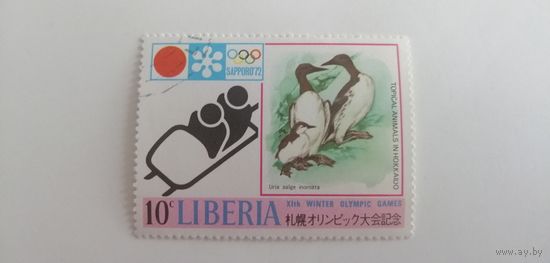 SAPPORO'72
TOPICAL ANIMALS IN HOKKAIDO
Uria aalge inornata
10c LIBERIA
XIth WINTER OLYMPIC GAMES
札幌オリンピック大会記念
www.ay.by